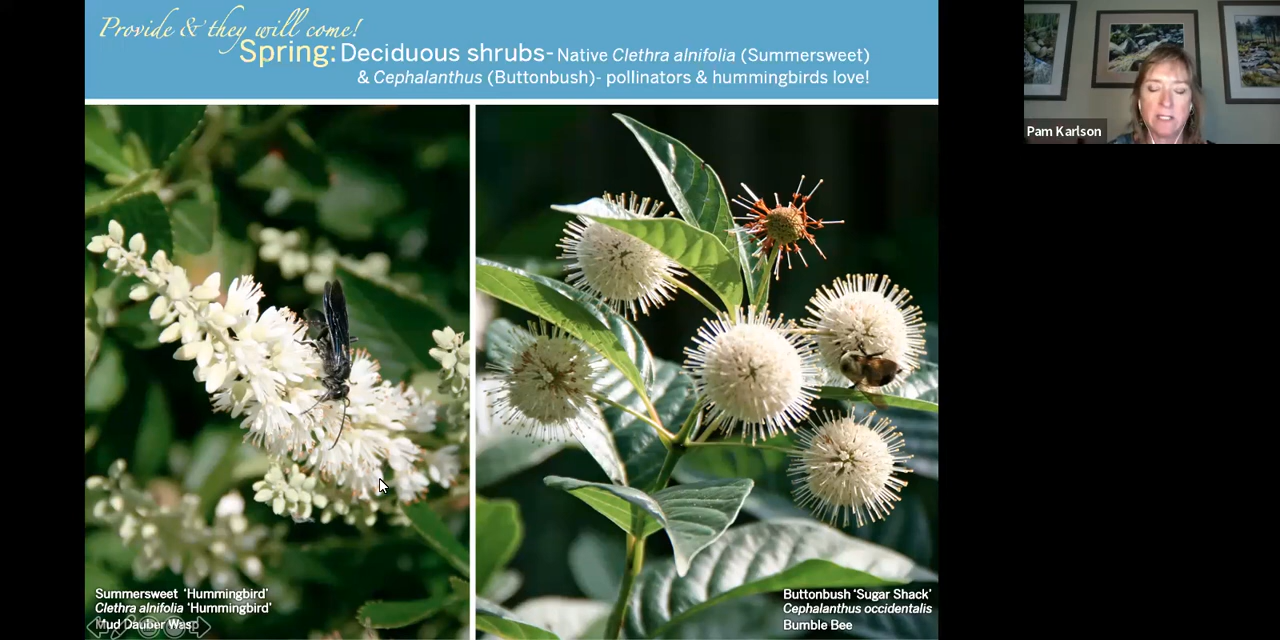 Provide & they will come!
Spring: Deciduous shrubs- Native Clethra alnifolia (Summersweet)
& Cephalanthus (Buttonbush)- pollinators & hummingbirds love!
Pam Karlson
Summersweet 'Hummingbird'
Clethra alnifolia 'Hummingbird'
Mud Dauber Wasp
Buttonbush 'Sugar Shack'
Cephalanthus occidentalis
Bumble Bee